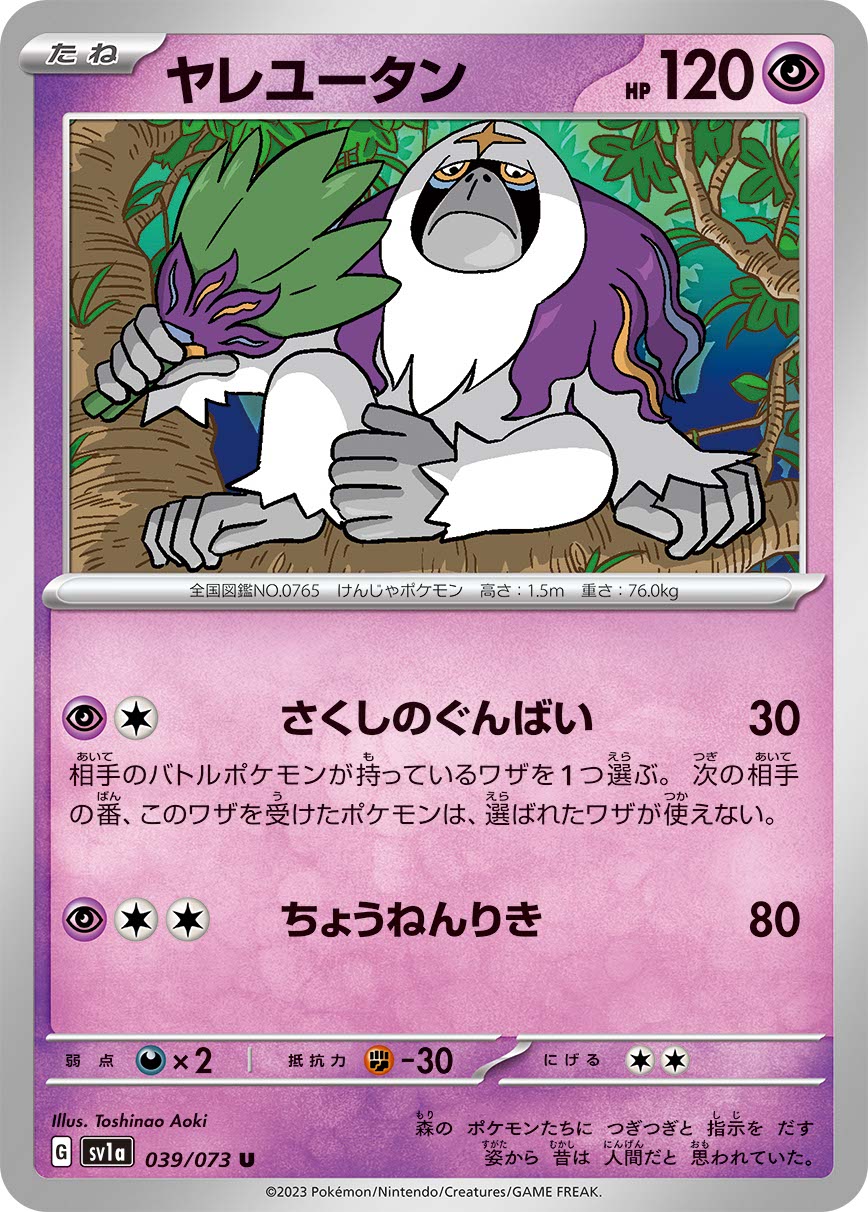 たね ヤレユータン HP 120
全国図鑑NO.0765 けんじゃポケモン 高さ:1.5m 重さ:76.0kg
さくしのぐんばい 30
相手のバトルポケモンが持っているワザを1つ選ぶ。次の相手
の番、このワザを受けたポケモンは、選ばれたワザが使えない。
ちょうねんりき 80
弱点 ×2 抵抗力 -30 にげる
Illus. Toshinao Aoki
森の ポケモンたちに つぎつぎと 指示を だす
姿から 昔は 人間だと 思われていた。
G sv1a 039/073 U
©2023 Pokémon/Nintendo/Creatures/GAME FREAK.